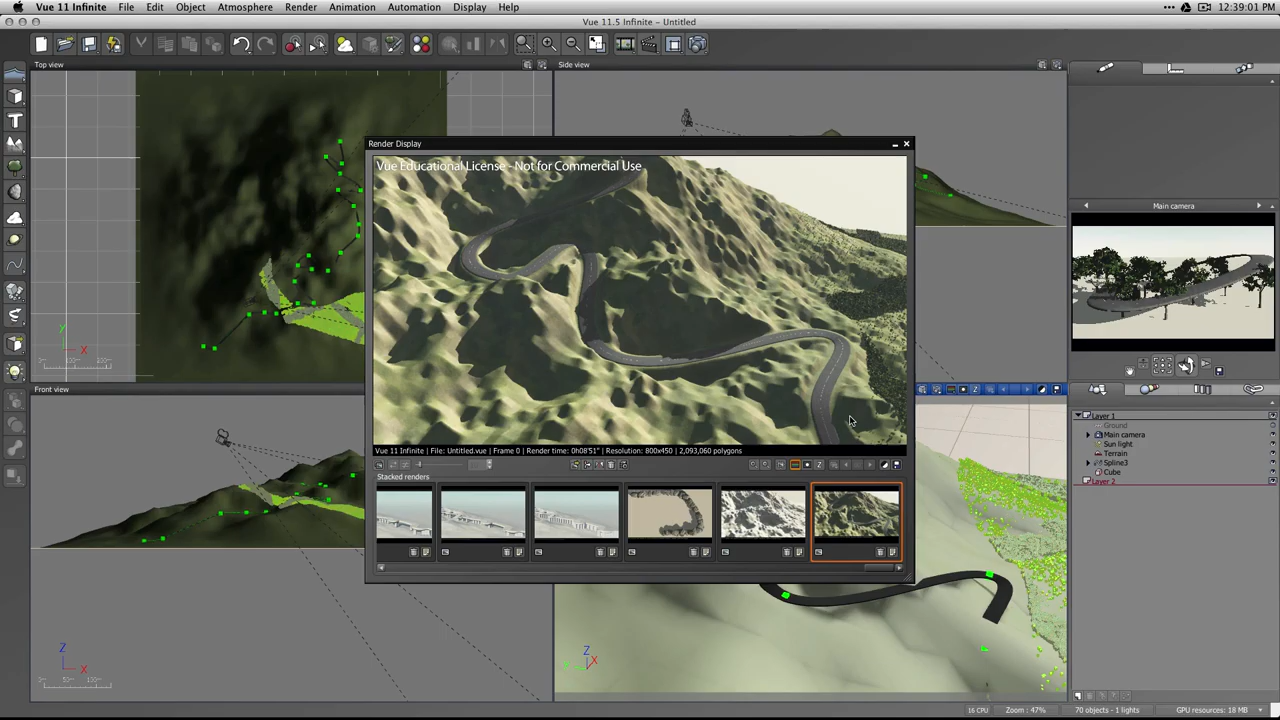 Vue 11 Infinite File Edit Object Atmosphere Render Animation Automation Display Help 12:39:01 PM
Vue 11.5 Infinite - Untitled
Top view
Side view
Render Display
Vue Educational License - Not for Commercial Use
Main camera
Y
X
Front view
Layer 1
Ground
Main camera
Sun light
Terrain
Spline3
Cube
Layer 2
Vue 11 Infinite | File: Untitled.vue | Frame 0 | Render time: 0h08'51" | Resolution: 800x450 | 2,093,060 polygons
Z
Stacked renders
Z
X
Z
X
16 CPU Zoom : 47% 70 objects - 1 lights GPU resources: 18 MB